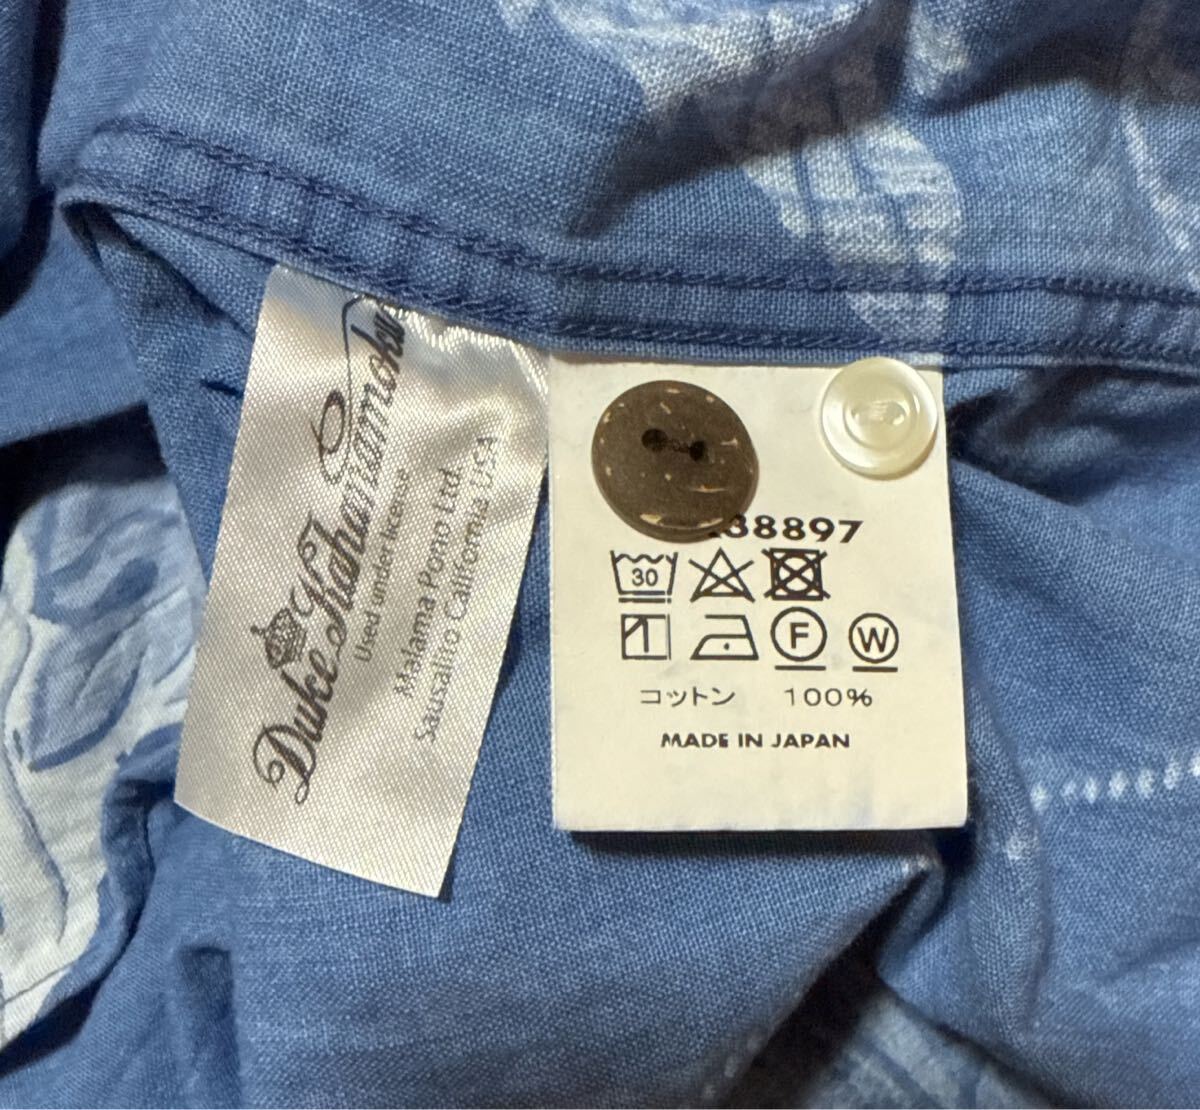 Duke Kahanamoku
Used under license
Malama Pono Ltd.
Sausalito California USA
38897
30
F
W
コットン 100%
MADE IN JAPAN